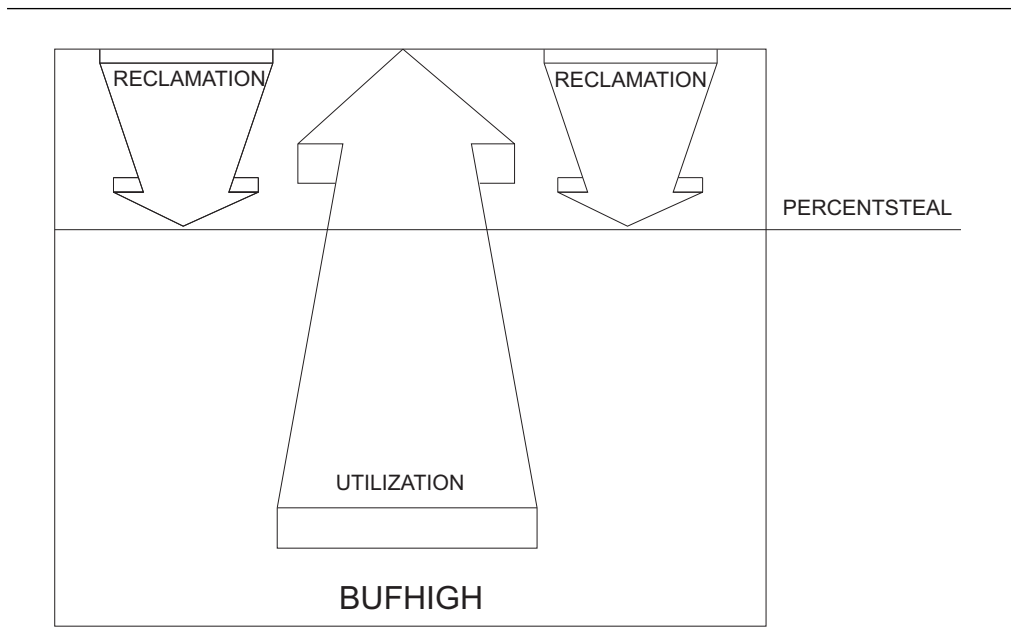 RECLAMATION
RECLAMATION
PERCENTSTEAL
UTILIZATION
BUFHIGH